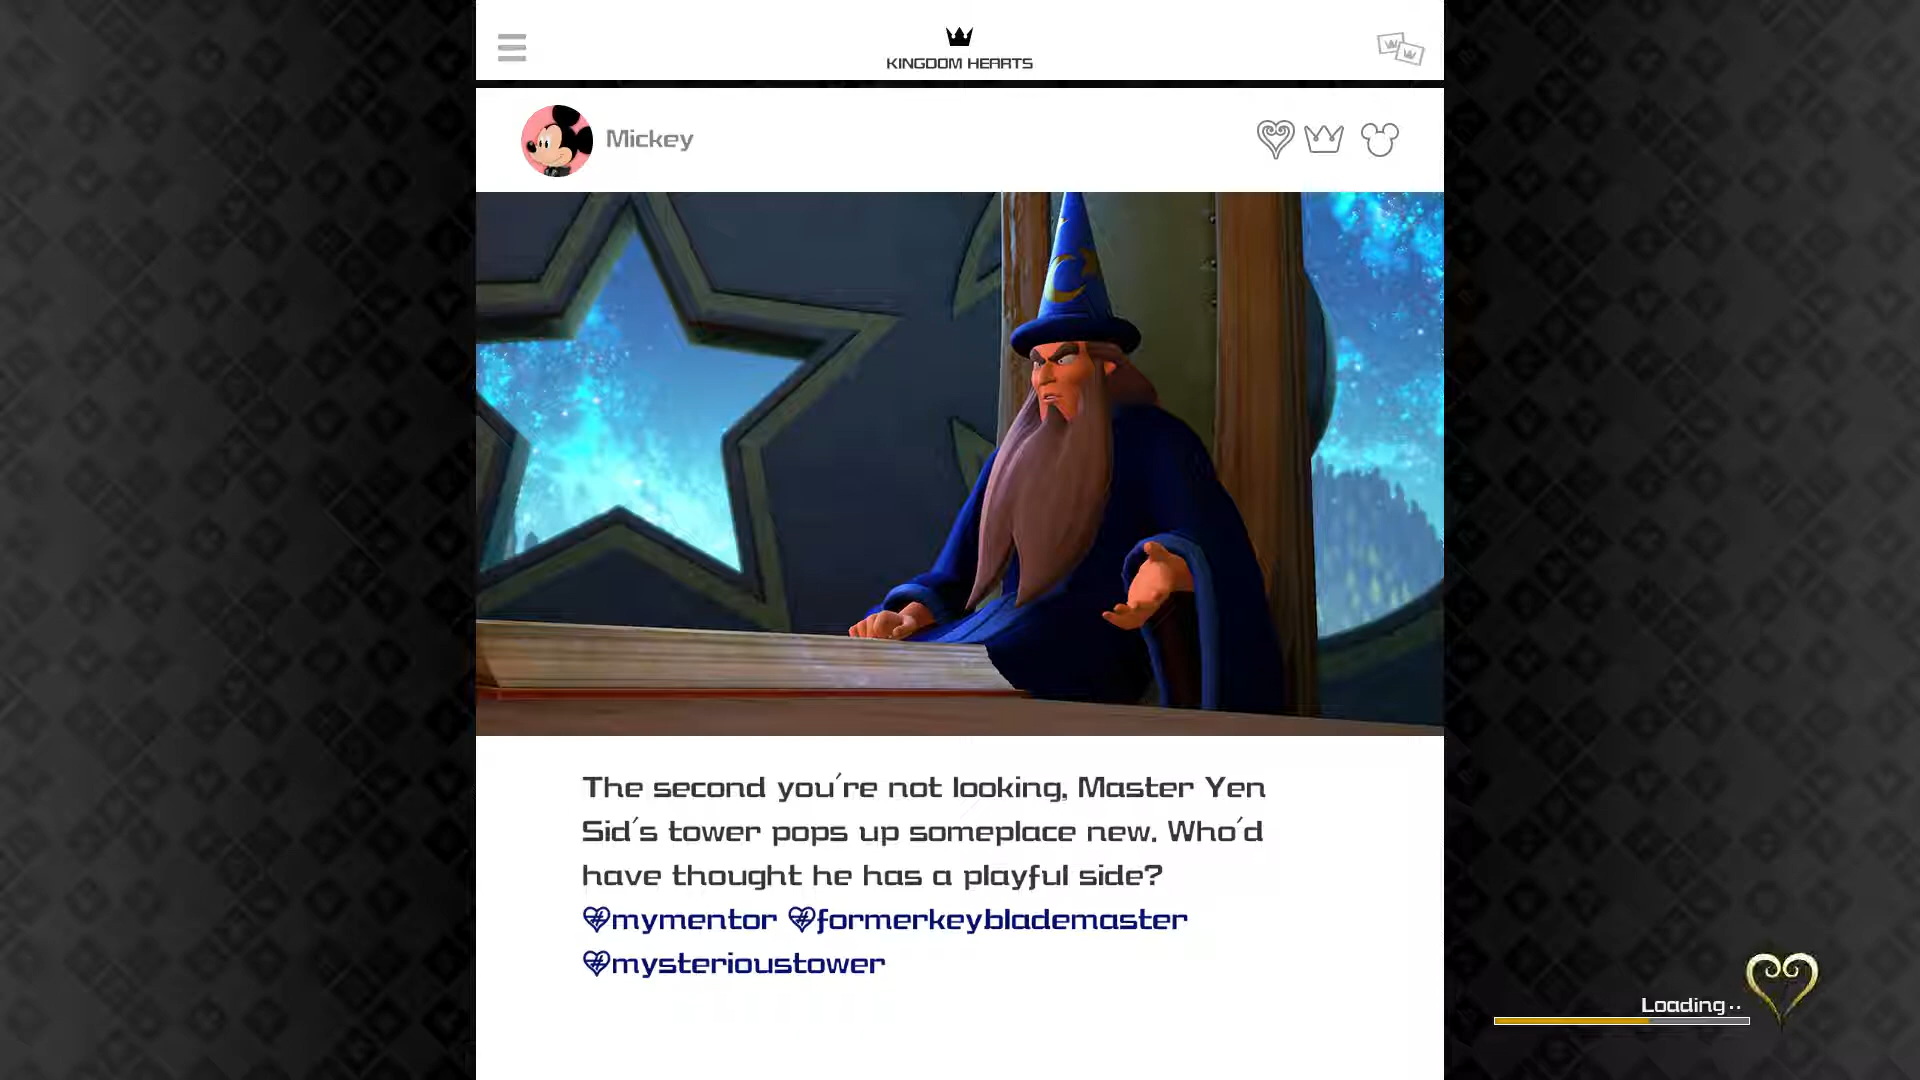 KINGDOM HEARTS
Mickey
The second you're not looking, Master Yen
Sid's tower pops up someplace new. Who'd
have thought he has a playful side?
#mymentor #formerkeyblademaster
#mysterioustower
Loading..